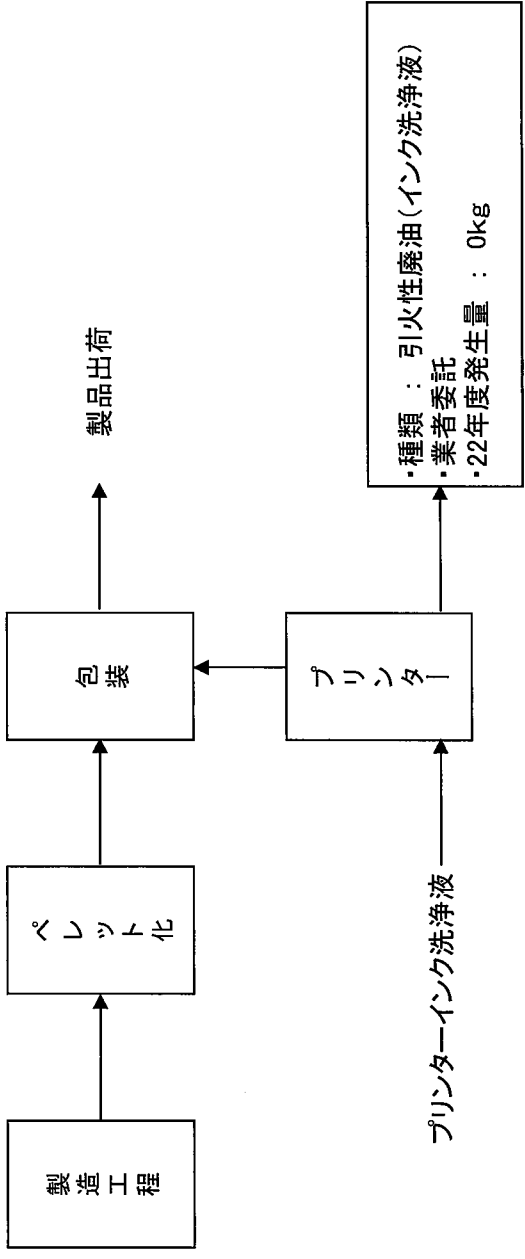 製造工程
ペレット化
包装
製品出荷
プリンターインク洗浄液
プリンター
・種類 : 引火性廃油(インク洗浄液)
・業者委託
・22年度発生量 : 0kg